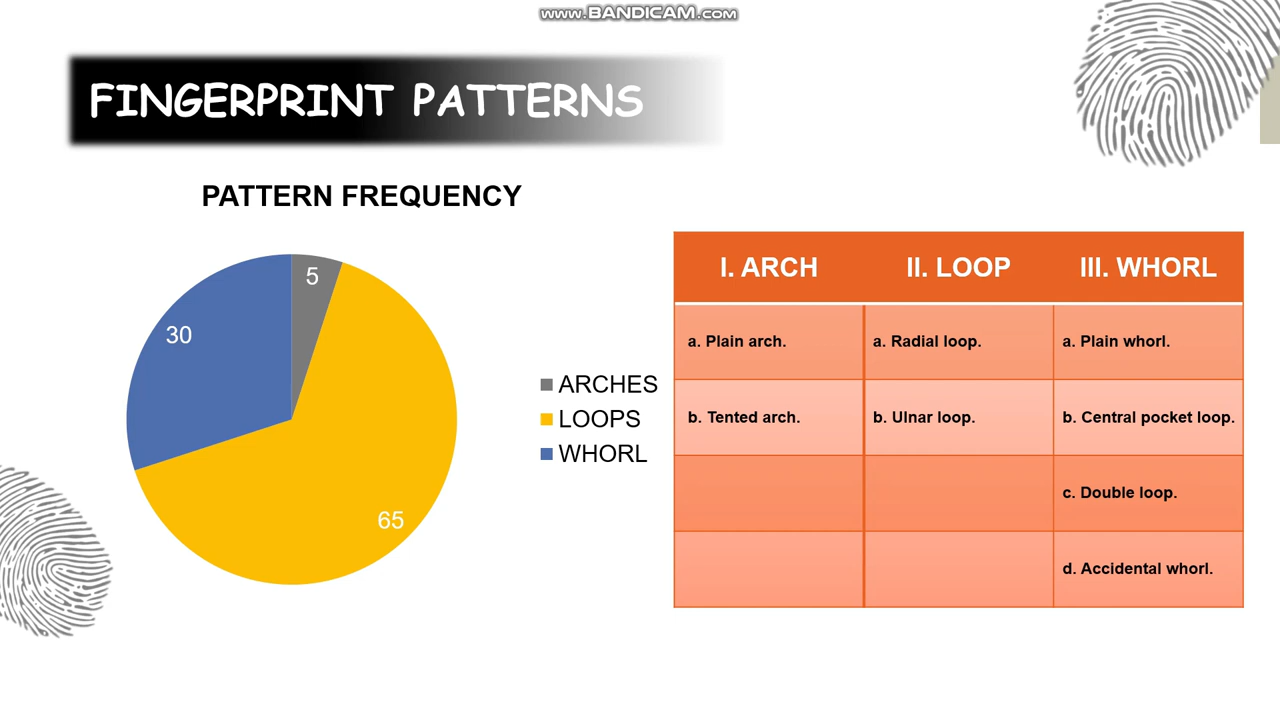 www.BANDICAM.com
FINGERPRINT PATTERNS
PATTERN FREQUENCY
5
30
65
ARCHES
LOOPS
WHORL
I. ARCH II. LOOP III. WHORL
a. Plain arch. a. Radial loop. a. Plain whorl.
b. Tented arch. b. Ulnar loop. b. Central pocket loop.
c. Double loop.
d. Accidental whorl.